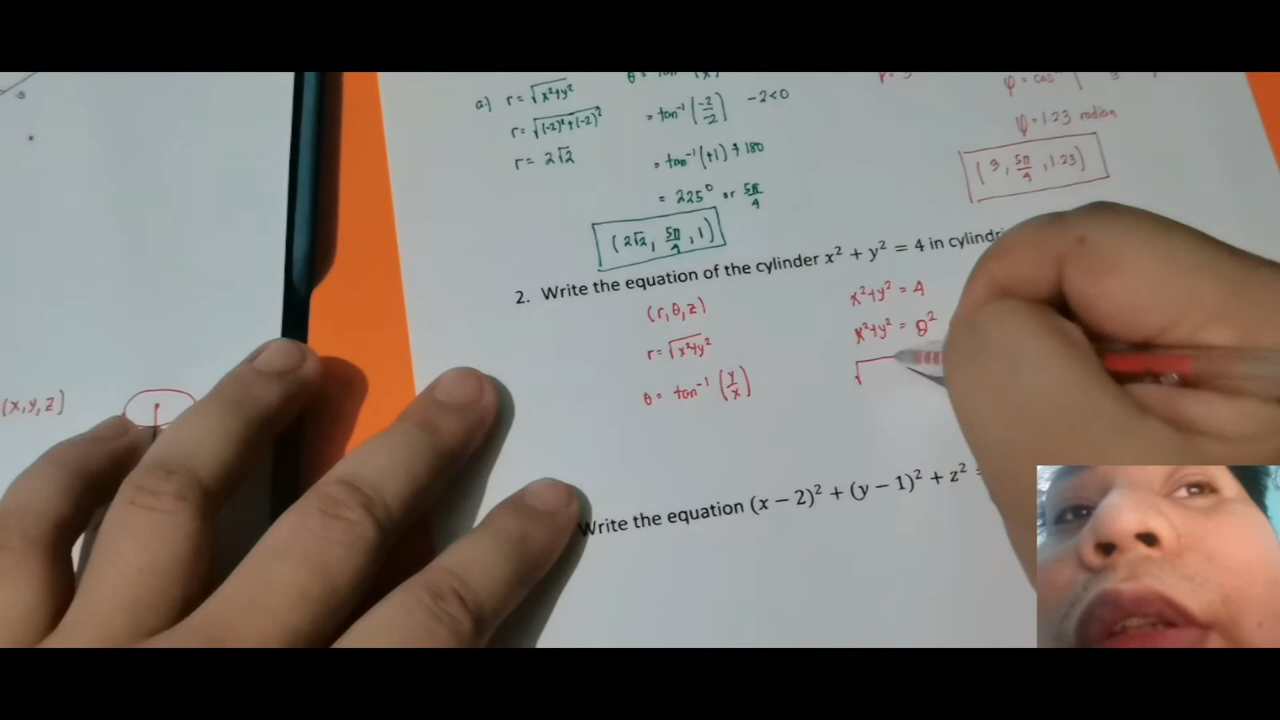 a.) r = √x²+y²
r = √(-2)²+(-2)²
r = 2√2
= tan⁻¹ (-2/-2) -2<0
= tan⁻¹ (+1) + 180
= 225° or 5π/4
(2√2, 5π/4, 1)
φ = cos⁻
φ = 1.23 radian
(3, 5π/4, 1.23)
2. Write the equation of the cylinder x² + y² = 4 in
(r, θ, z)
r = √x²+y²
θ = tan⁻¹ (y/x)
x²+y² = 4
x²+y² =
(x, y, z)
Write the equation (x − 2)² + (y − 1)² + z²